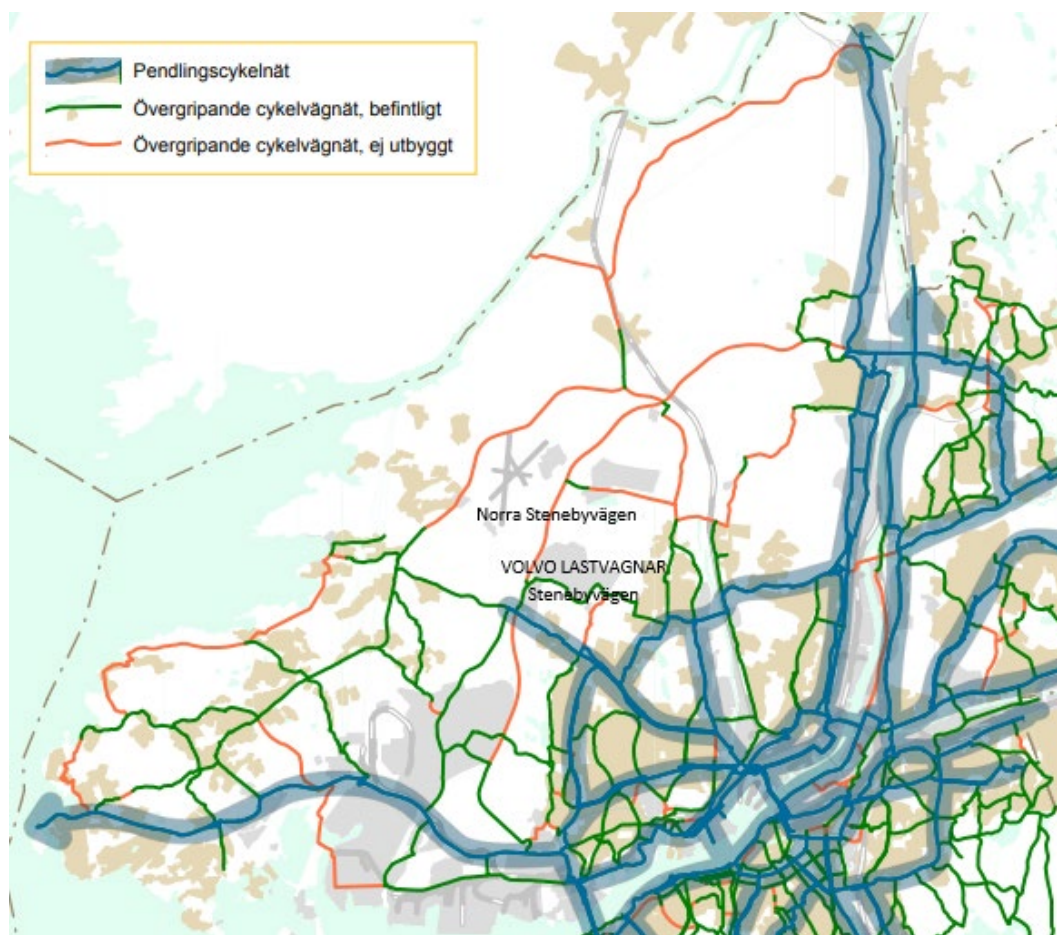 Pendlingscykelnät
Övergripande cykelvägnät, befintligt
Övergripande cykelvägnät, ej utbyggt
Norra Stenebyvägen
VOLVO LASTVAGNAR
Stenebyvägen